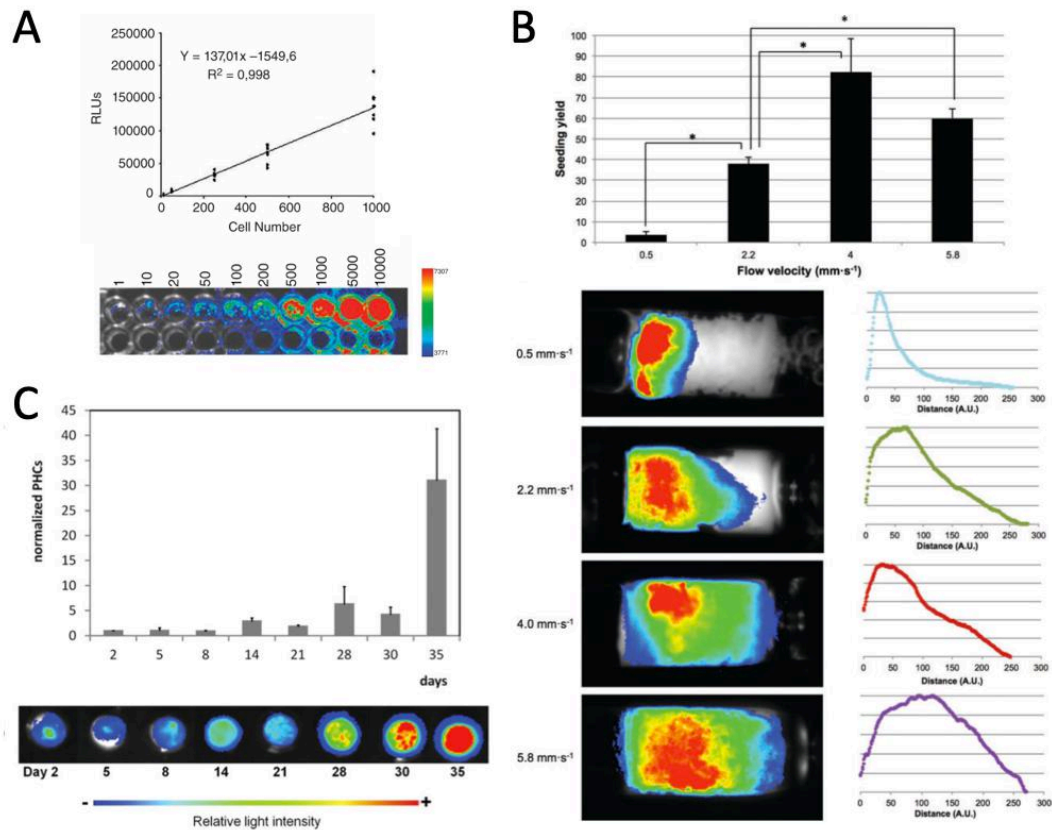 A
Y = 137,01x –1549,6
R² = 0,998
RLUs
250000
200000
150000
100000
50000
0
0 200 400 600 800 1000
Cell Number
1 10 20 50 100 200 500 1000 5000 10000
7307
3771
B
* * *
*
Seeding yield
100
90
80
70
60
50
40
30
20
10
0
0.5 2.2 4 5.8
Flow velocity (mm·s⁻¹)
0.5 mm·s⁻¹
0 50 100 150 200 250 300
Distance (A.U.)
2.2 mm·s⁻¹
0 50 100 150 200 250 300
Distance (A.U.)
4.0 mm·s⁻¹
0 50 100 150 200 250 300
Distance (A.U.)
5.8 mm·s⁻¹
0 50 100 150 200 250 300
Distance (A.U.)
C
normalized PHCs
45
40
35
30
25
20
15
10
5
0
2 5 8 14 21 28 30 35
days
Day 2 5 8 14 21 28 30 35
- +
Relative light intensity